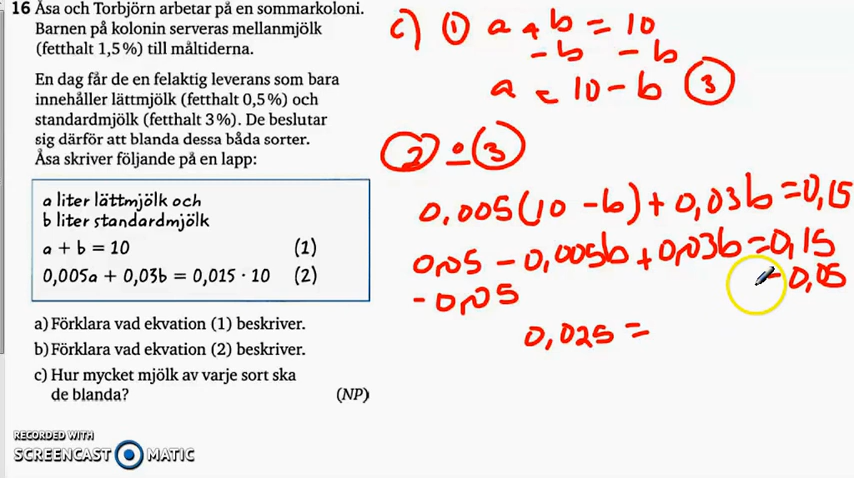 16 Åsa och Torbjörn arbetar på en sommarkoloni.
Barnen på kolonin serveras mellanmjölk
(fetthalt 1,5 %) till måltiderna.
En dag får de en felaktig leverans som bara
innehåller lättmjölk (fetthalt 0,5 %) och
standardmjölk (fetthalt 3 %). De beslutar
sig därför att blanda dessa båda sorter.
Åsa skriver följande på en lapp:
a liter lättmjölk och
b liter standardmjölk
a + b = 10 (1)
0,005a + 0,03b = 0,015 · 10 (2)
a) Förklara vad ekvation (1) beskriver.
b) Förklara vad ekvation (2) beskriver.
c) Hur mycket mjölk av varje sort ska
de blanda? (NP)
RECORDED WITH
SCREENCAST MATIC
c) ① a + b = 10
- b - b
a = 10 - b ③
② o ③
0,005(10 - b) + 0,03b = 0,15
0,05 - 0,005b + 0,03b = 0,15
- 0,05 - 0,05
0,025 =